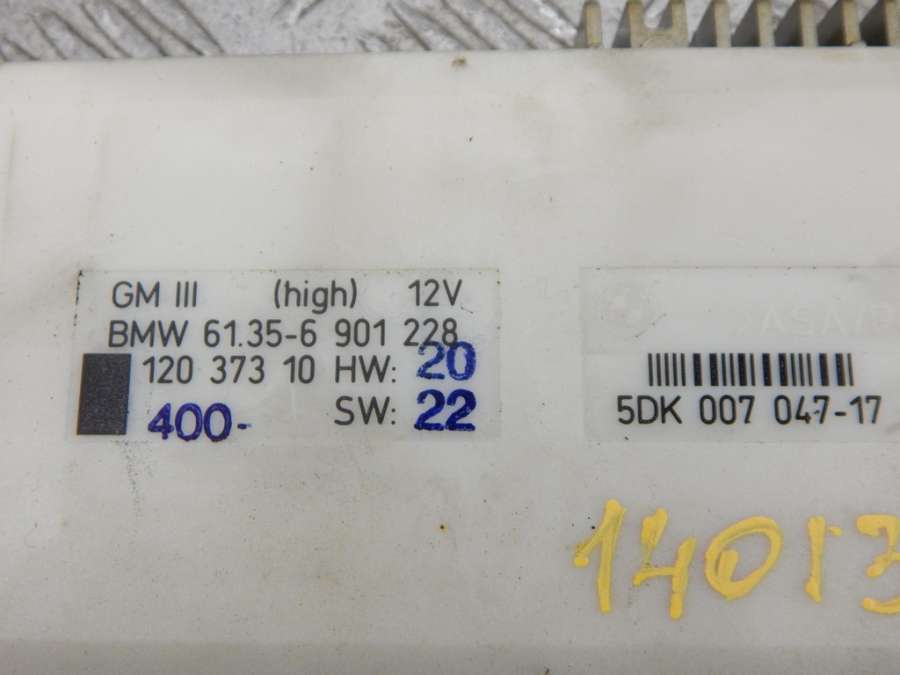 GM III (high) 12V
BMW 61.35-6 901 228
120 373 10 HW: 20
400- SW: 22
5DK 007 047-17
14013